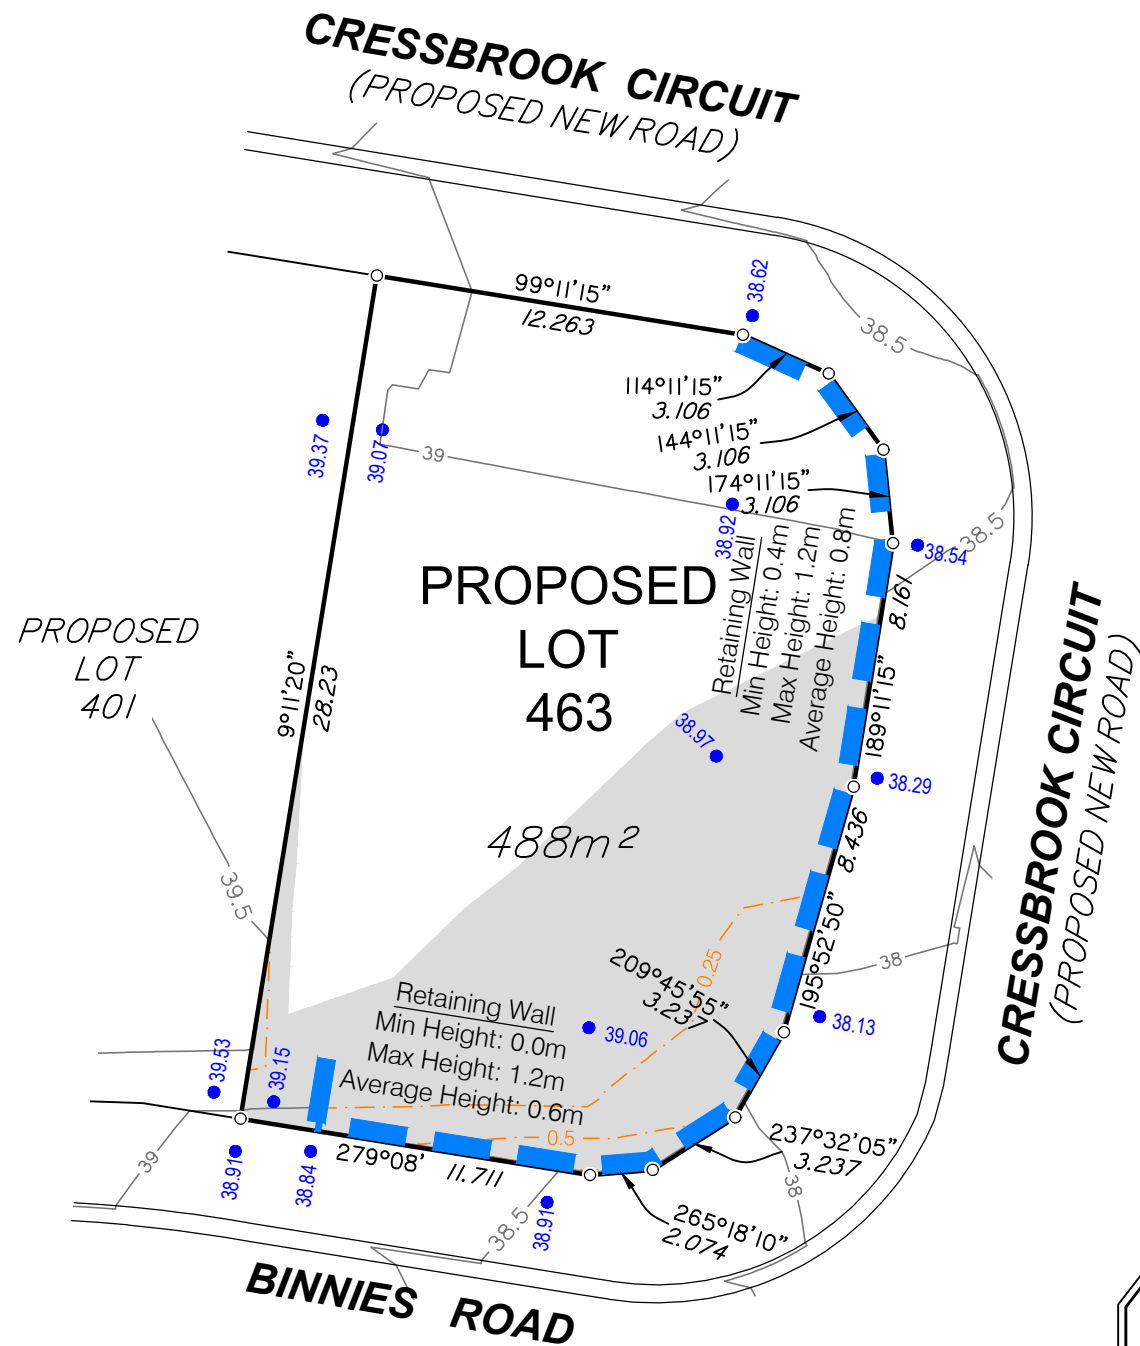 CRESSBROOK CIRCUIT
(PROPOSED NEW ROAD)
99°11'15"
12.263
38.62
38.5
114°11'15"
3.106
144°11'15"
3.106
174°11'15"
3.106
39.37
39.07
39
38.92
38.54
38.5
Retaining Wall
Min Height: 0.4m
Max Height: 1.2m
Average Height: 0.8m
8.161
189°11'15"
PROPOSED
LOT
463
PROPOSED
LOT
401
9°11'20"
28.23
38.97
38.29
488m²
8.436
195°52'50"
CRESSBROOK CIRCUIT
(PROPOSED NEW ROAD)
39.5
0.25
38
209°45'55"
3.237
38.13
Retaining Wall
Min Height: 0.0m
Max Height: 1.2m
Average Height: 0.6m
39.06
39.53
39.15
0.5
237°32'05"
3.237
38
39
38.91
38.84
279°08'
11.711
38.91
38.5
265°18'10"
2.074
BINNIES ROAD